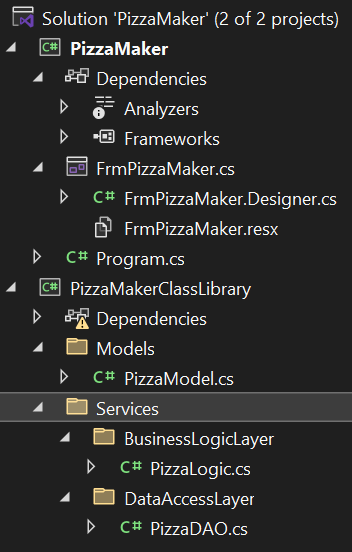 Solution 'PizzaMaker' (2 of 2 projects)
C# PizzaMaker
Dependencies
Analyzers
Frameworks
FrmPizzaMaker.cs
C# FrmPizzaMaker.Designer.cs
FrmPizzaMaker.resx
C# Program.cs
C# PizzaMakerClassLibrary
Dependencies
Models
C# PizzaModel.cs
Services
BusinessLogicLayer
C# PizzaLogic.cs
DataAccessLayer
C# PizzaDAO.cs